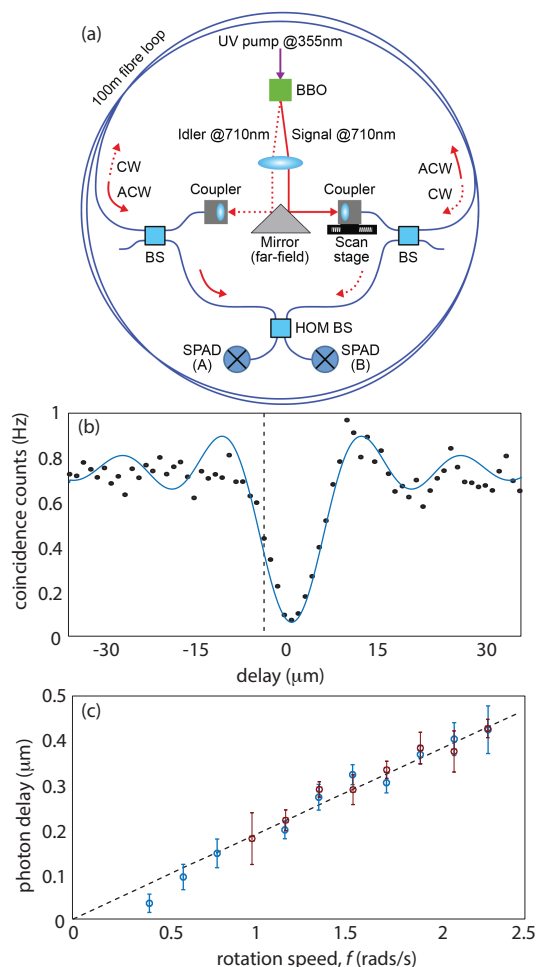 (a)
100m fibre loop
UV pump @355nm
BBO
Idler @710nm
Signal @710nm
CW
ACW
ACW
CW
Coupler
Coupler
BS
Mirror
(far-field)
Scan
stage
BS
HOM BS
SPAD
(A)
SPAD
(B)
(b)
coincidence counts (Hz)
1
0.8
0.6
0.4
0.2
0
-30
-15
0
15
30
delay (μm)
(c)
photon delay (μm)
0.5
0.4
0.3
0.2
0.1
0
0
0.5
1
1.5
2
2.5
rotation speed, f (rads/s)